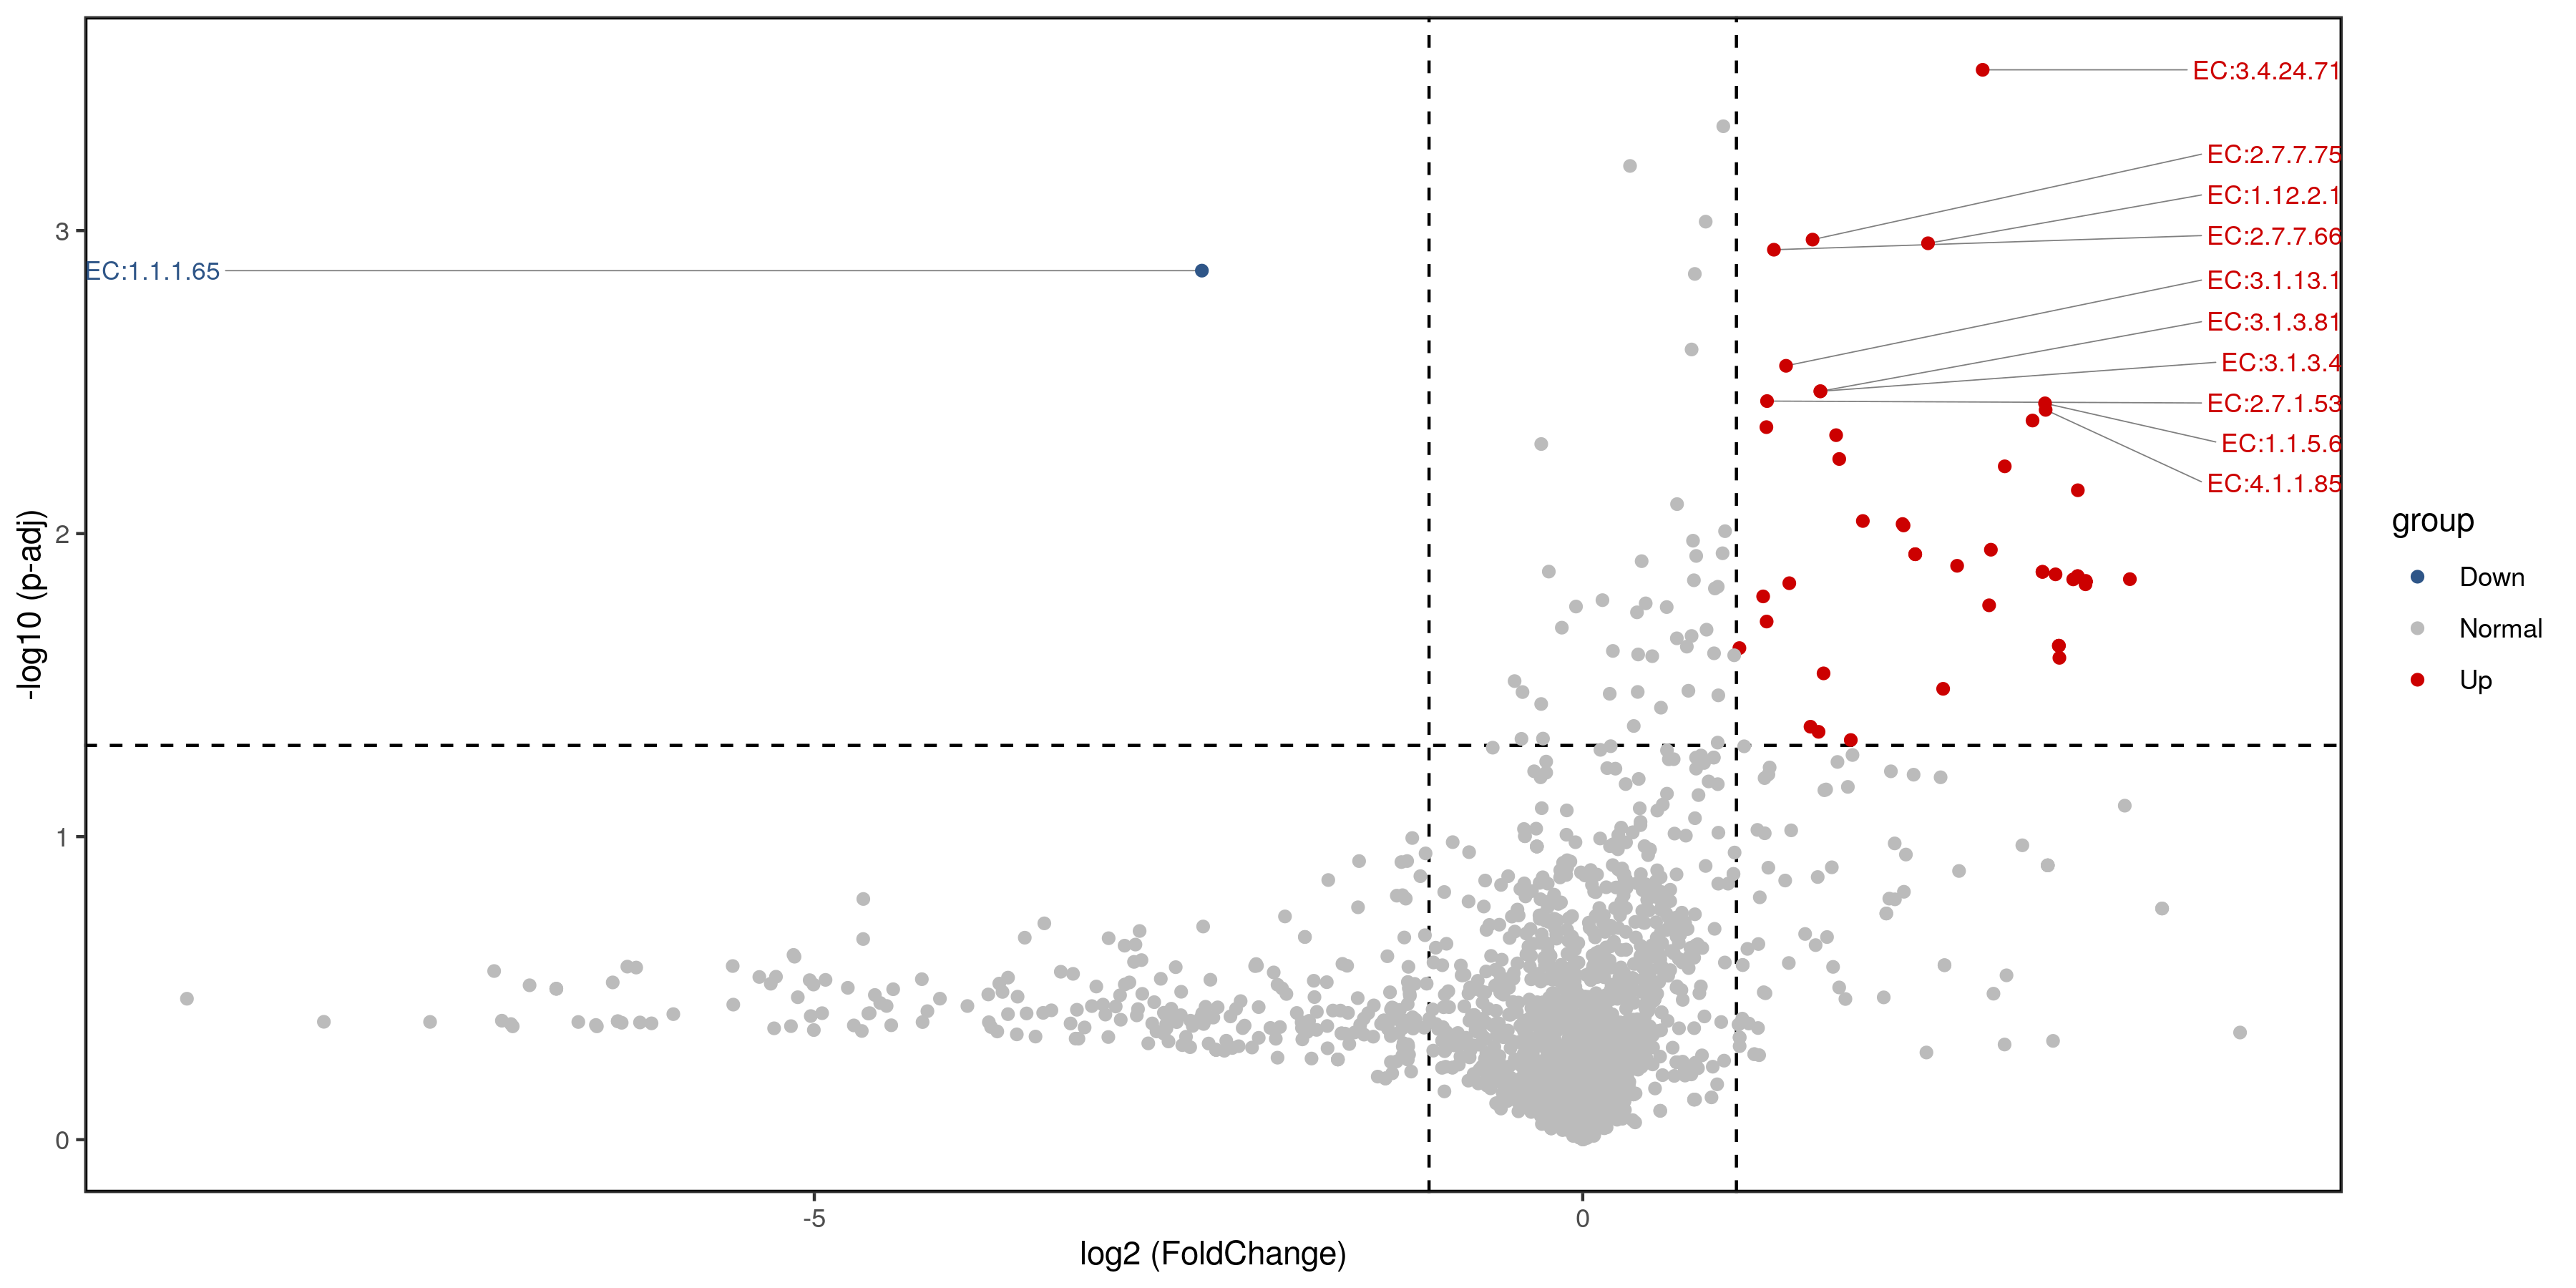 EC:3.4.24.71
EC:2.7.7.75
EC:1.12.2.1
EC:2.7.7.66
EC:1.1.1.65
EC:3.1.13.1
EC:3.1.3.81
EC:3.1.3.4
EC:2.7.1.53
EC:1.1.5.6
EC:4.1.1.85
3
2
1
0
-log10 (p-adj)
-5
0
log2 (FoldChange)
group
Down
Normal
Up